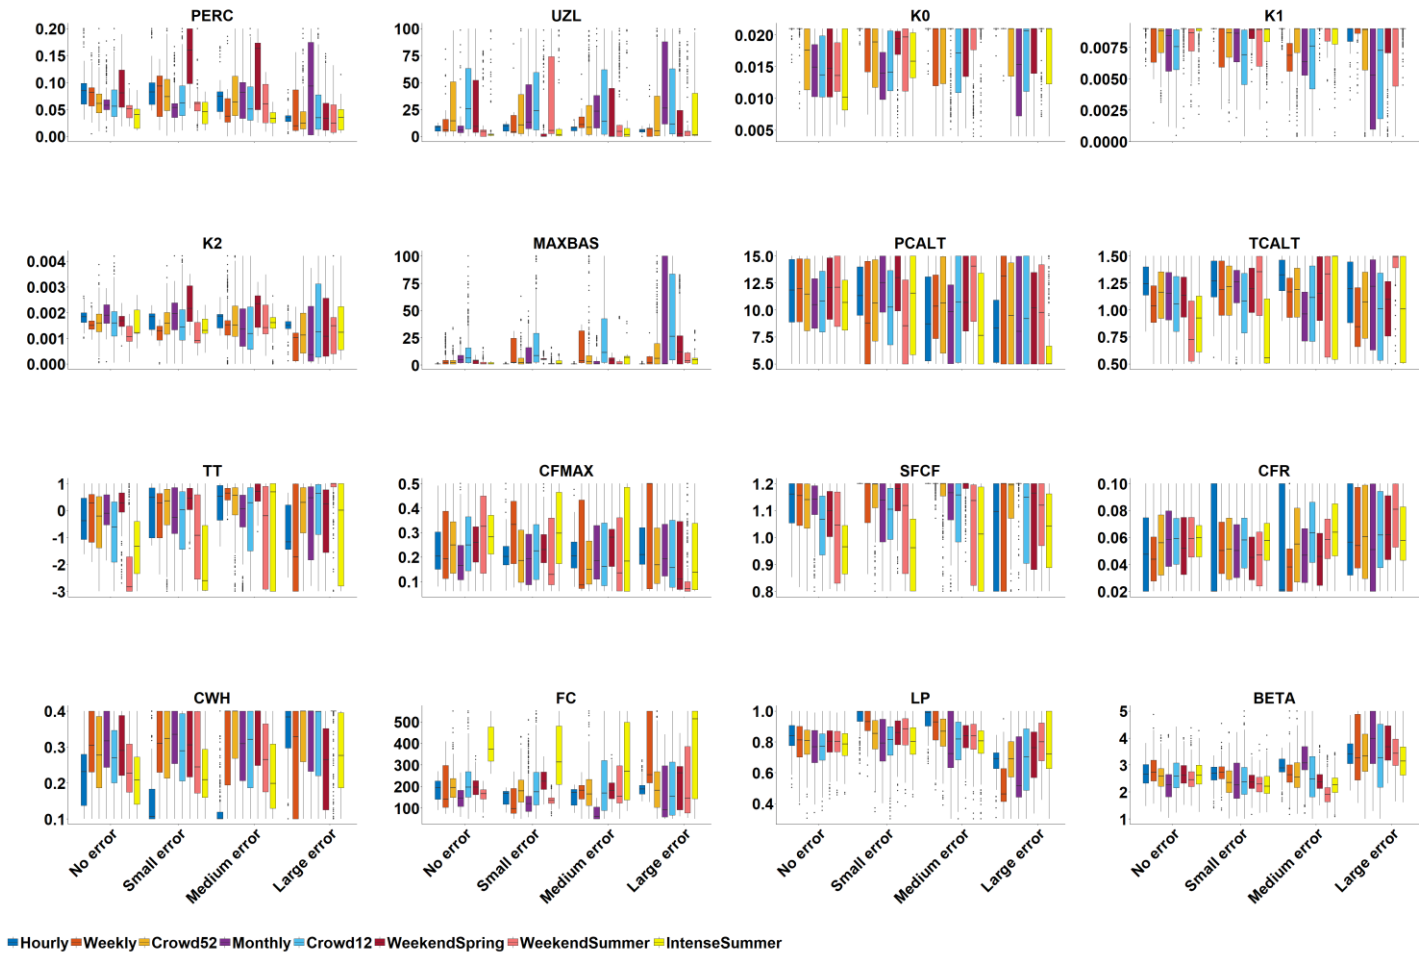 PERC UZL K0 K1
0.20 0.15 0.10 0.05 0.00
100 75 50 25 0
0.020 0.015 0.010 0.005
0.0075 0.0050 0.0025 0.0000
K2 MAXBAS PCALT TCALT
0.004 0.003 0.002 0.001 0.000
100 75 50 25 0
15.0 12.5 10.0 7.5 5.0
1.50 1.25 1.00 0.75 0.50
TT CFMAX SFCF CFR
1 0 -1 -2 -3
0.5 0.4 0.3 0.2 0.1
1.2 1.1 1.0 0.9 0.8
0.10 0.08 0.06 0.04 0.02
CWH FC LP BETA
0.4 0.3 0.2 0.1
500 400 300 200 100
1.0 0.8 0.6 0.4
5 4 3 2 1
No error Small error Medium error Large error
No error Small error Medium error Large error
No error Small error Medium error Large error
No error Small error Medium error Large error
Hourly Weekly Crowd52 Monthly Crowd12 WeekendSpring WeekendSummer IntenseSummer